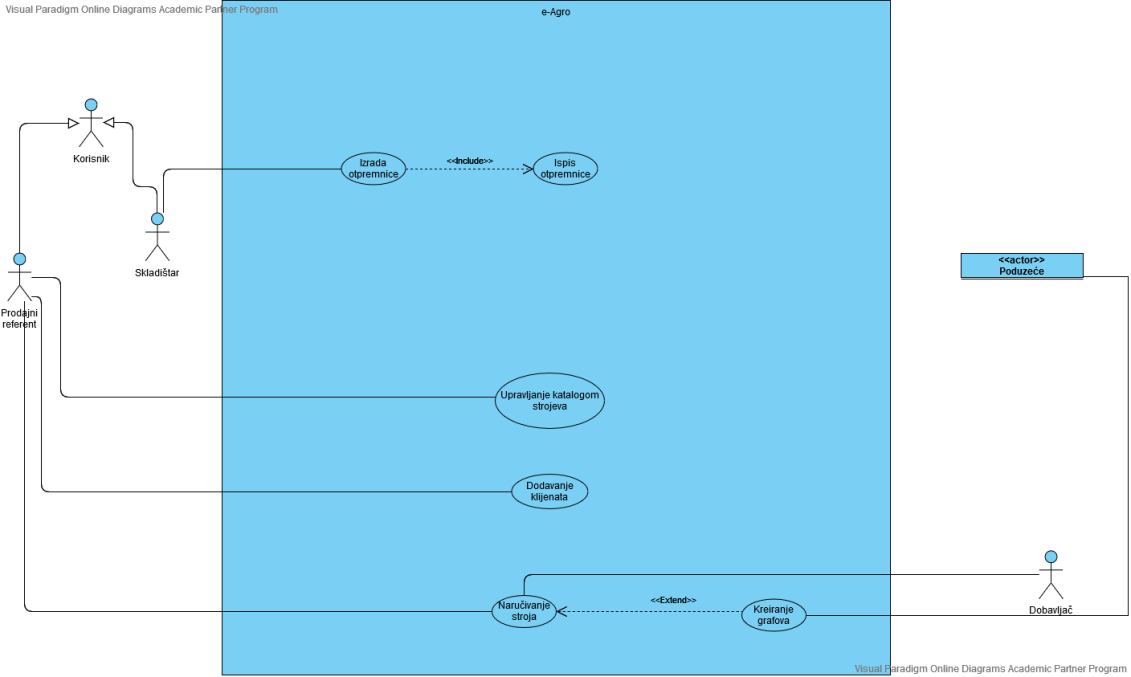 Visual Paradigm Online Diagrams Academic Partner Program
e-Agro
Korisnik
Izrada
otpremnice
<<Include>>
Ispis
otpremnice
Skladištar
<<actor>>
Poduzeće
Prodajni
referent
Upravljanje katalogom
strojeva
Dodavanje
klijenata
Naručivanje
stroja
<<Extend>>
Kreiranje
grafova
Dobavljač
Visual Paradigm Online Diagrams Academic Partner Program